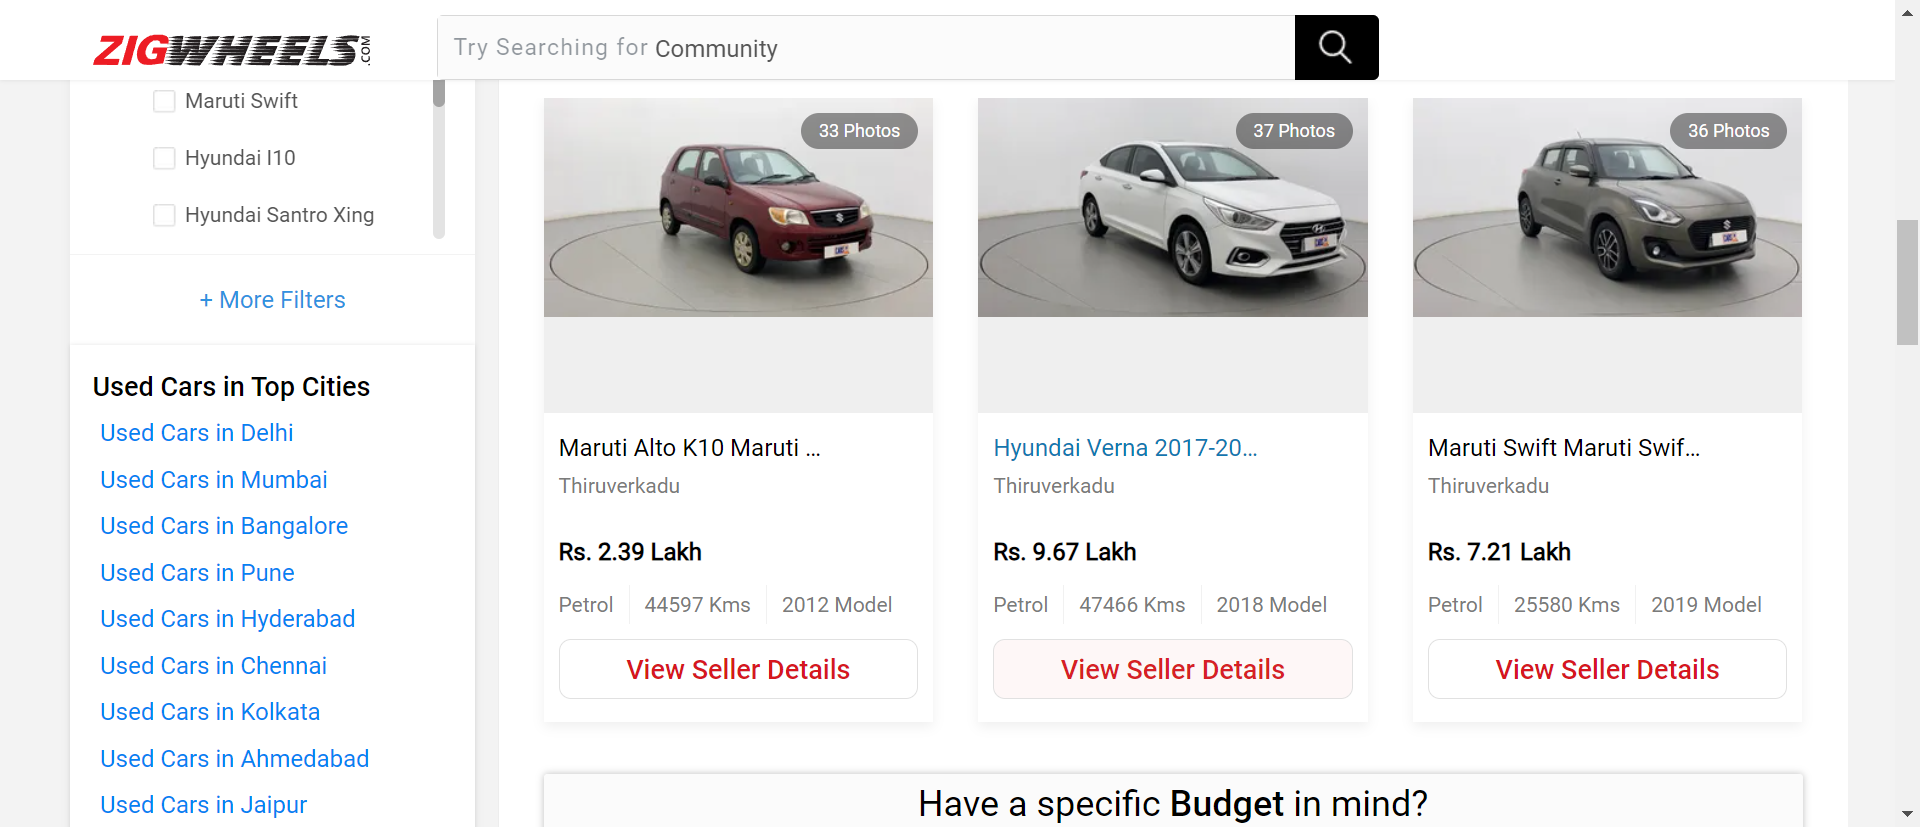 ZIGWHEELS.COM
Try Searching for Community
Maruti Swift
Hyundai I10
Hyundai Santro Xing
+ More Filters
Used Cars in Top Cities
Used Cars in Delhi
Used Cars in Mumbai
Used Cars in Bangalore
Used Cars in Pune
Used Cars in Hyderabad
Used Cars in Chennai
Used Cars in Kolkata
Used Cars in Ahmedabad
Used Cars in Jaipur
33 Photos
Maruti Alto K10 Maruti ...
Thiruverkadu
Rs. 2.39 Lakh
Petrol 44597 Kms 2012 Model
View Seller Details
37 Photos
Hyundai Verna 2017-20...
Thiruverkadu
Rs. 9.67 Lakh
Petrol 47466 Kms 2018 Model
View Seller Details
36 Photos
Maruti Swift Maruti Swif...
Thiruverkadu
Rs. 7.21 Lakh
Petrol 25580 Kms 2019 Model
View Seller Details
Have a specific Budget in mind?